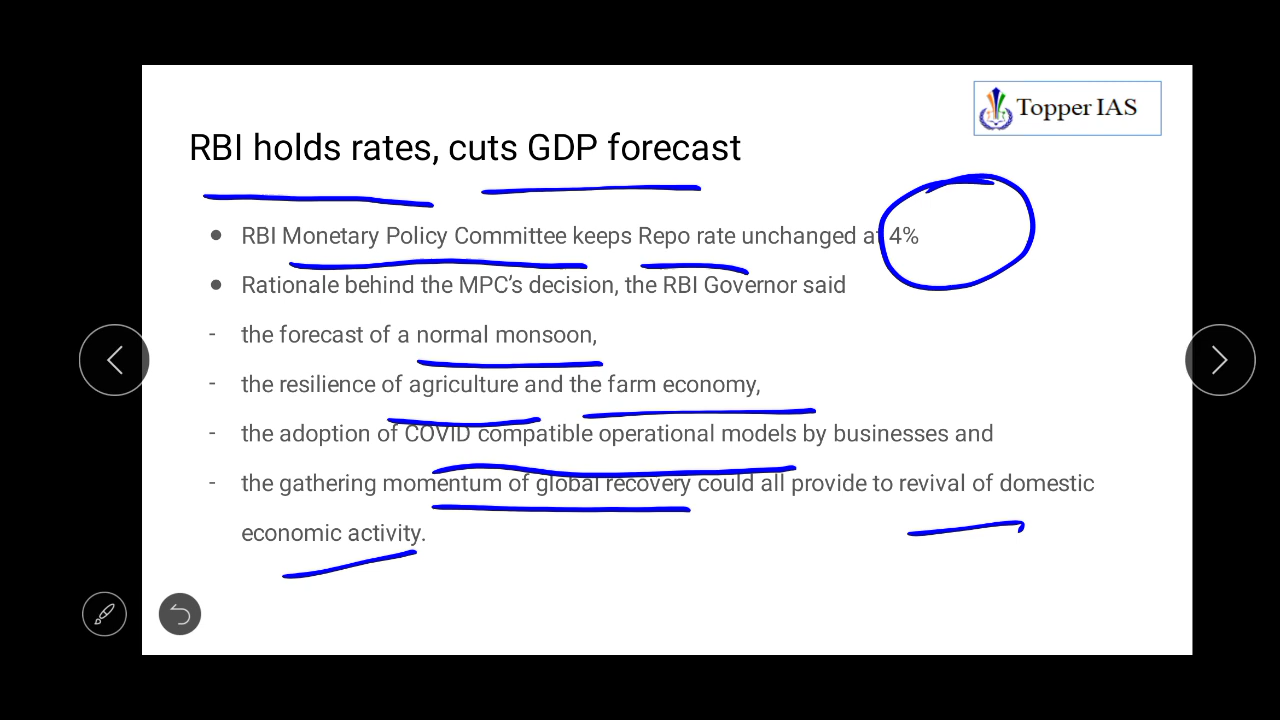 Topper IAS
RBI holds rates, cuts GDP forecast
● RBI Monetary Policy Committee keeps Repo rate unchanged at 4%
● Rationale behind the MPC’s decision, the RBI Governor said
- the forecast of a normal monsoon,
- the resilience of agriculture and the farm economy,
- the adoption of COVID compatible operational models by businesses and
- the gathering momentum of global recovery could all provide to revival of domestic
economic activity.